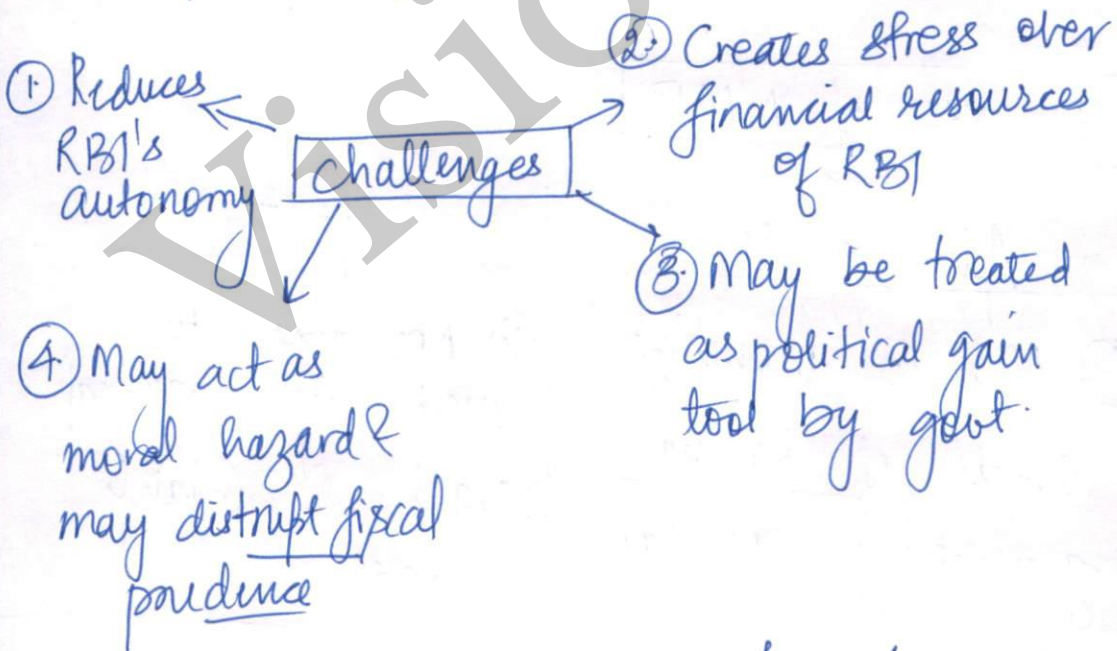 challenges
① Reduces
RBI's
autonomy
② Creates stress over
financial resources
of RBI
③ May be treated
as political gain
tool by govt.
④ May act as
moral hazard &
may distrupt fiscal
prudence
Visio